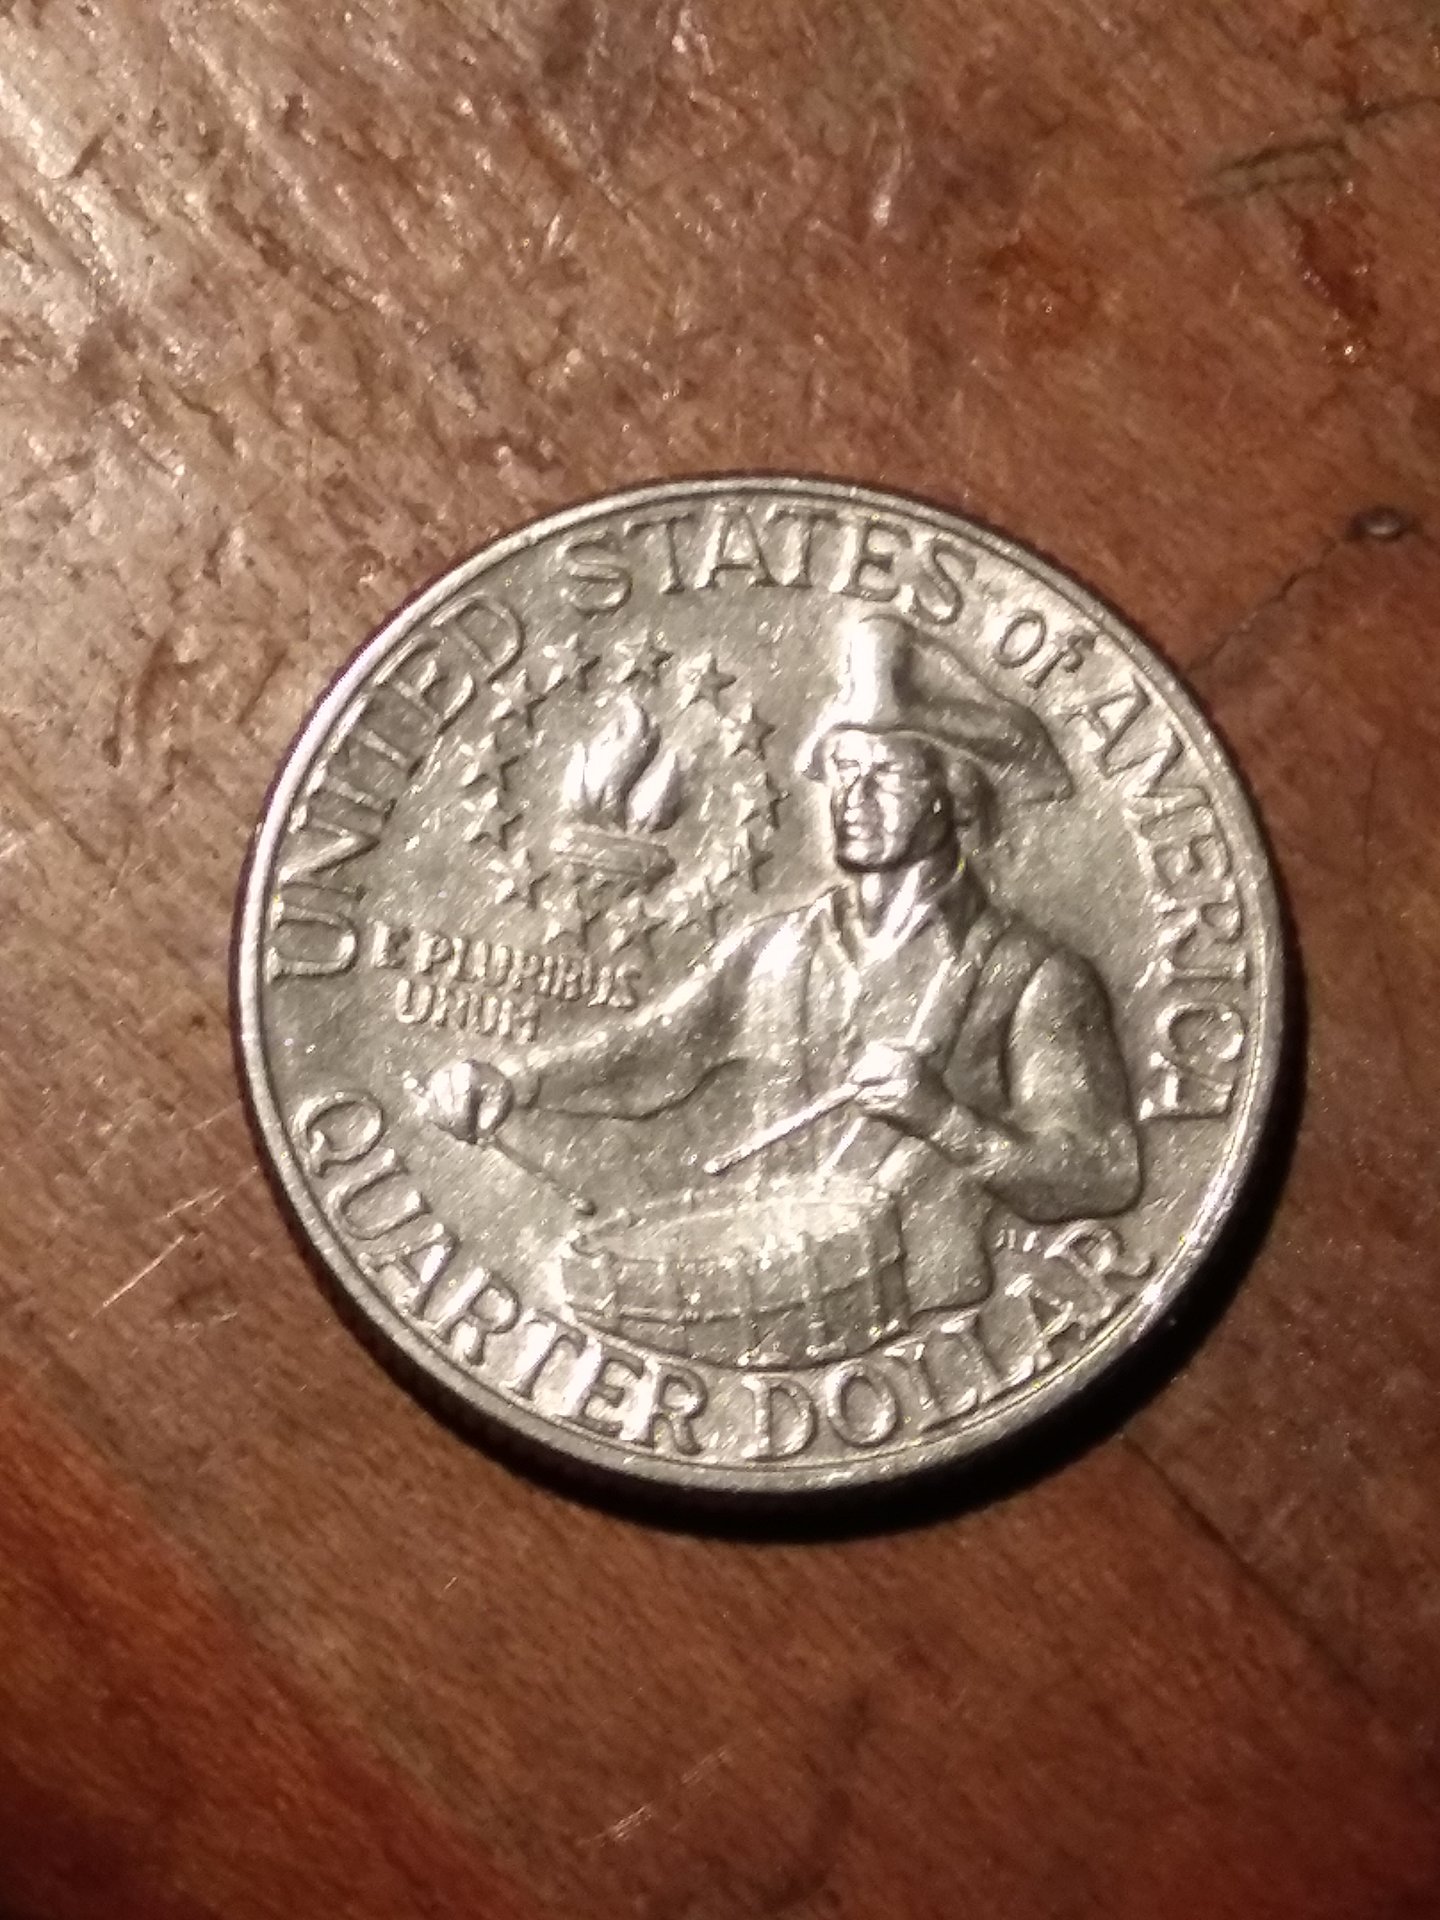 UNITED STATES OF AMERICA
E PLURIBUS
UNUM
QUARTER DOLLAR